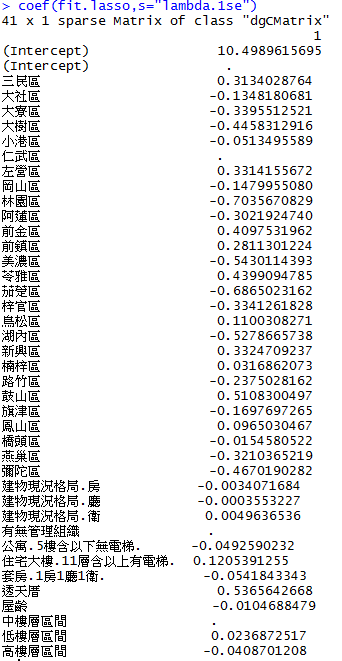 > coef(fit.lasso,s="lambda.1se")
41 x 1 sparse Matrix of class "dgCMatrix"
1
(Intercept) 10.4989615695
(Intercept) .
三民區 0.3134028764
大社區 -0.1348180681
大寮區 -0.3395512521
大樹區 -0.4458312916
小港區 -0.0513495589
仁武區 .
左營區 0.3314155672
岡山區 -0.1479955080
林園區 -0.7035670829
阿蓮區 -0.3021924740
前金區 0.4097531962
前鎮區 0.2811301224
美濃區 -0.5430114393
苓雅區 0.4399094785
茄萣區 -0.6865023162
梓官區 -0.3341261828
鳥松區 0.1100308271
湖內區 -0.5278665738
新興區 0.3324709237
楠梓區 0.0316862073
路竹區 -0.2375028162
鼓山區 0.5108300497
旗津區 -0.1697697265
鳳山區 0.0965030467
橋頭區 -0.0154580522
燕巢區 -0.3210365219
彌陀區 -0.4670190282
建物現況格局.房 -0.0034071684
建物現況格局.廳 -0.0003553227
建物現況格局.衛 0.0049636536
有無管理組織 .
公寓.5樓含以下無電梯. -0.0492590232
住宅大樓.11層含以上有電梯. 0.1205391255
套房.1房1廳1衛. -0.0541843343
透天厝 0.5365642668
屋齡 -0.0104688479
中樓層區間 .
低樓層區間 0.0236872517
高樓層區間 -0.0408701208